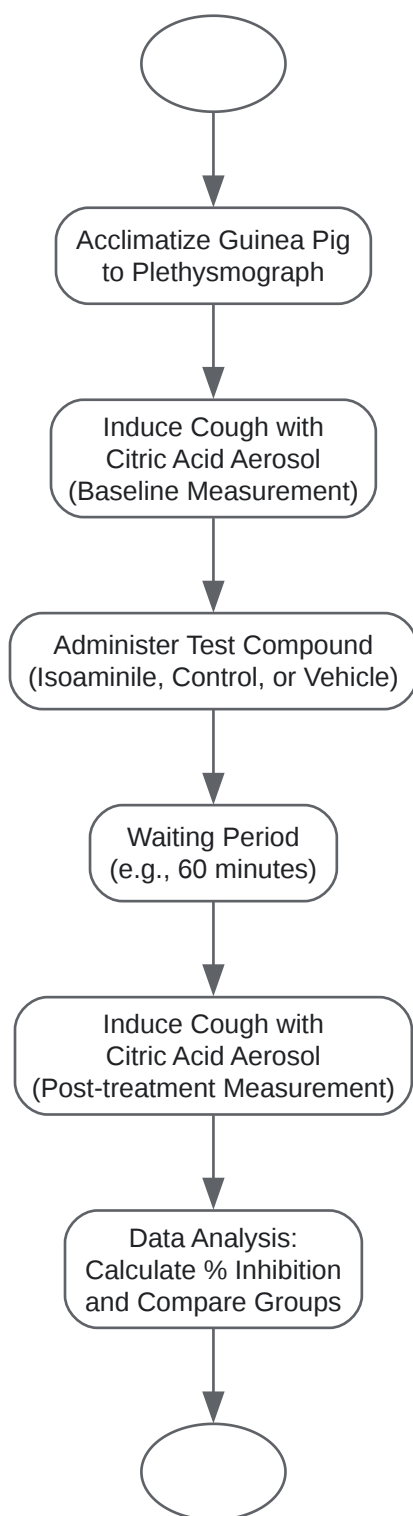 Acclimatize Guinea Pig
to Plethysmograph
Induce Cough with
Citric Acid Aerosol
(Baseline Measurement)
Administer Test Compound
(Isoaminile, Control, or Vehicle)
Waiting Period
(e.g., 60 minutes)
Induce Cough with
Citric Acid Aerosol
(Post-treatment Measurement)
Data Analysis:
Calculate % Inhibition
and Compare Groups